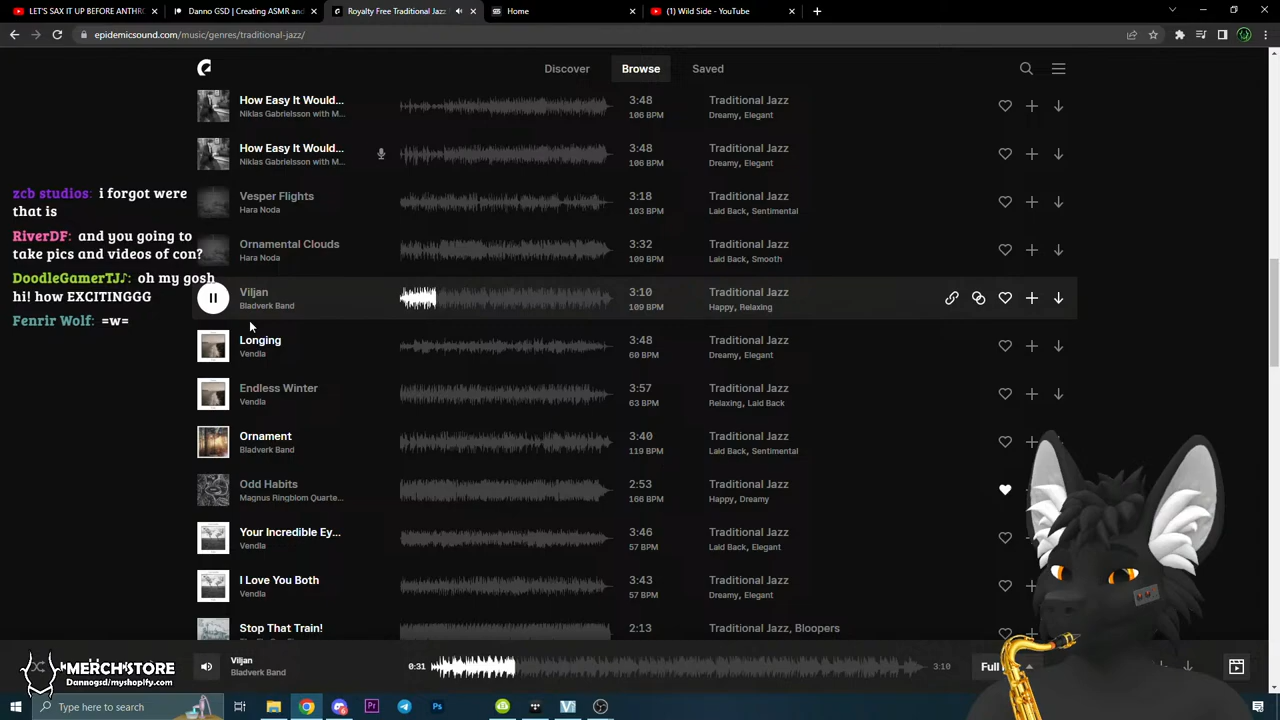 LET'S SAX IT UP BEFORE ANTHR
Danno GSD | Creating ASMR and
Royalty Free Traditional Jazz
Home
(1) Wild Side - YouTube
epidemicsound.com/music/genres/traditional-jazz/
Discover
Browse
Saved
How Easy It Would...
Niklas Gabrielsson with M...
3:48
106 BPM
Traditional Jazz
Dreamy, Elegant
How Easy It Would...
Niklas Gabrielsson with M...
3:48
106 BPM
Traditional Jazz
Dreamy, Elegant
Vesper Flights
Hara Noda
3:18
103 BPM
Traditional Jazz
Laid Back, Sentimental
Ornamental Clouds
Hara Noda
3:32
109 BPM
Traditional Jazz
Laid Back, Smooth
Viljan
Bladverk Band
3:10
109 BPM
Traditional Jazz
Happy, Relaxing
Longing
Vendla
3:48
60 BPM
Traditional Jazz
Dreamy, Elegant
Endless Winter
Vendla
3:57
63 BPM
Traditional Jazz
Relaxing, Laid Back
Ornament
Bladverk Band
3:40
119 BPM
Traditional Jazz
Laid Back, Sentimental
Odd Habits
Magnus Ringblom Quarte...
2:53
166 BPM
Traditional Jazz
Happy, Dreamy
Your Incredible Ey...
Vendla
3:46
57 BPM
Traditional Jazz
Laid Back, Elegant
I Love You Both
Vendla
3:43
57 BPM
Traditional Jazz
Dreamy, Elegant
Stop That Train!
2:13
Traditional Jazz, Bloopers
zcb studios: i forgot were
that is
RiverDF: and you going to
take pics and videos of con?
DoodleGamerTJ♪: oh my gosh
hi! how EXCITINGGG
Fenrir Wolf: =w=
MERCH STORE
Dannogsd/myshopify.com
Viljan
Bladverk Band
0:31
3:10
Full
Type here to search